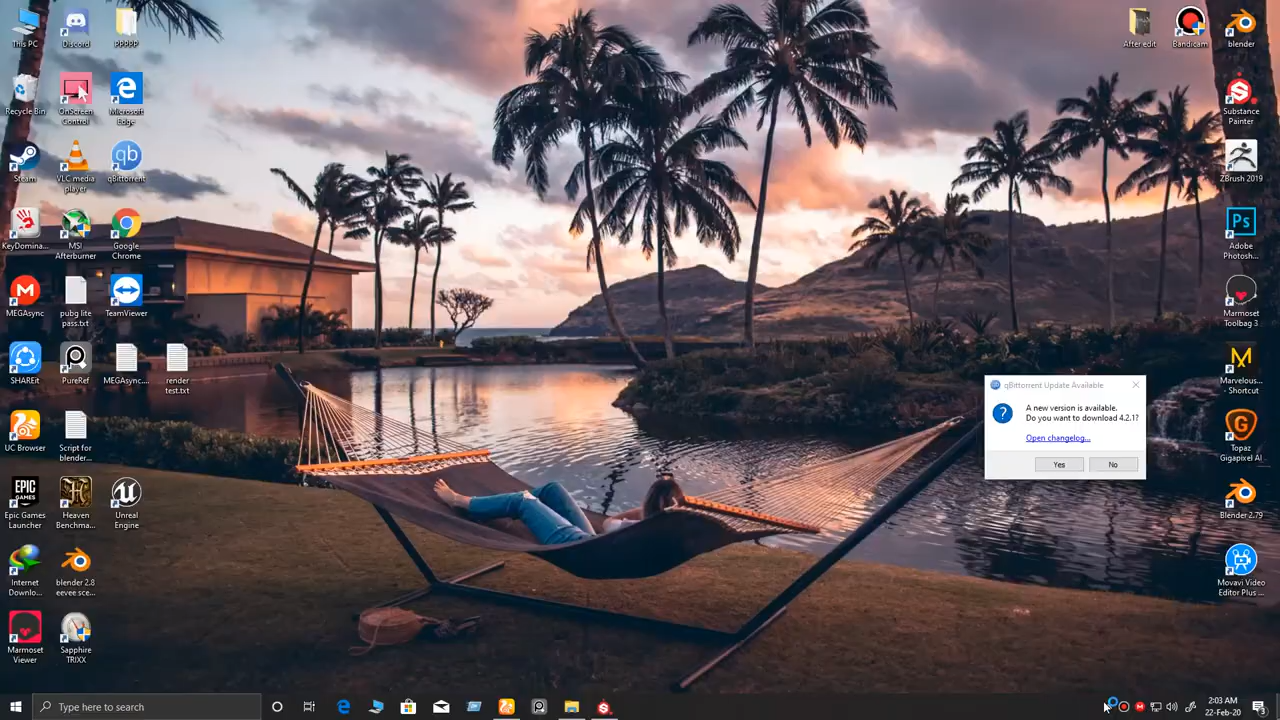 This PC
Discord
PPPPP
After edit
Bandicam
blender
Recycle Bin
OnScreen
Control
Microsoft
Edge
Substance
Painter
Steam
VLC media
player
qBittorrent
ZBrush 2019
KeyDomina...
MSI
Afterburner
Google
Chrome
Adobe
Photosh...
MEGAsync
pubg lite
pass.txt
TeamViewer
Marmoset
Toolbag 3
SHAREit
PureRef
MEGAsync....
render
test.txt
Marvelous...
- Shortcut
qBittorrent Update Available
A new version is available.
Do you want to download 4.2.1?
Open changelog...
Yes
No
UC Browser
Script for
blender...
Topaz
Gigapixel AI
Epic Games
Launcher
Heaven
Benchma...
Unreal
Engine
Blender 2.79
Internet
Downlo...
blender 2.8
eevee sce...
Movavi Video
Editor Plus ...
Marmoset
Viewer
Sapphire
TRIXX
Type here to search
2:03 AM
22-Feb-20